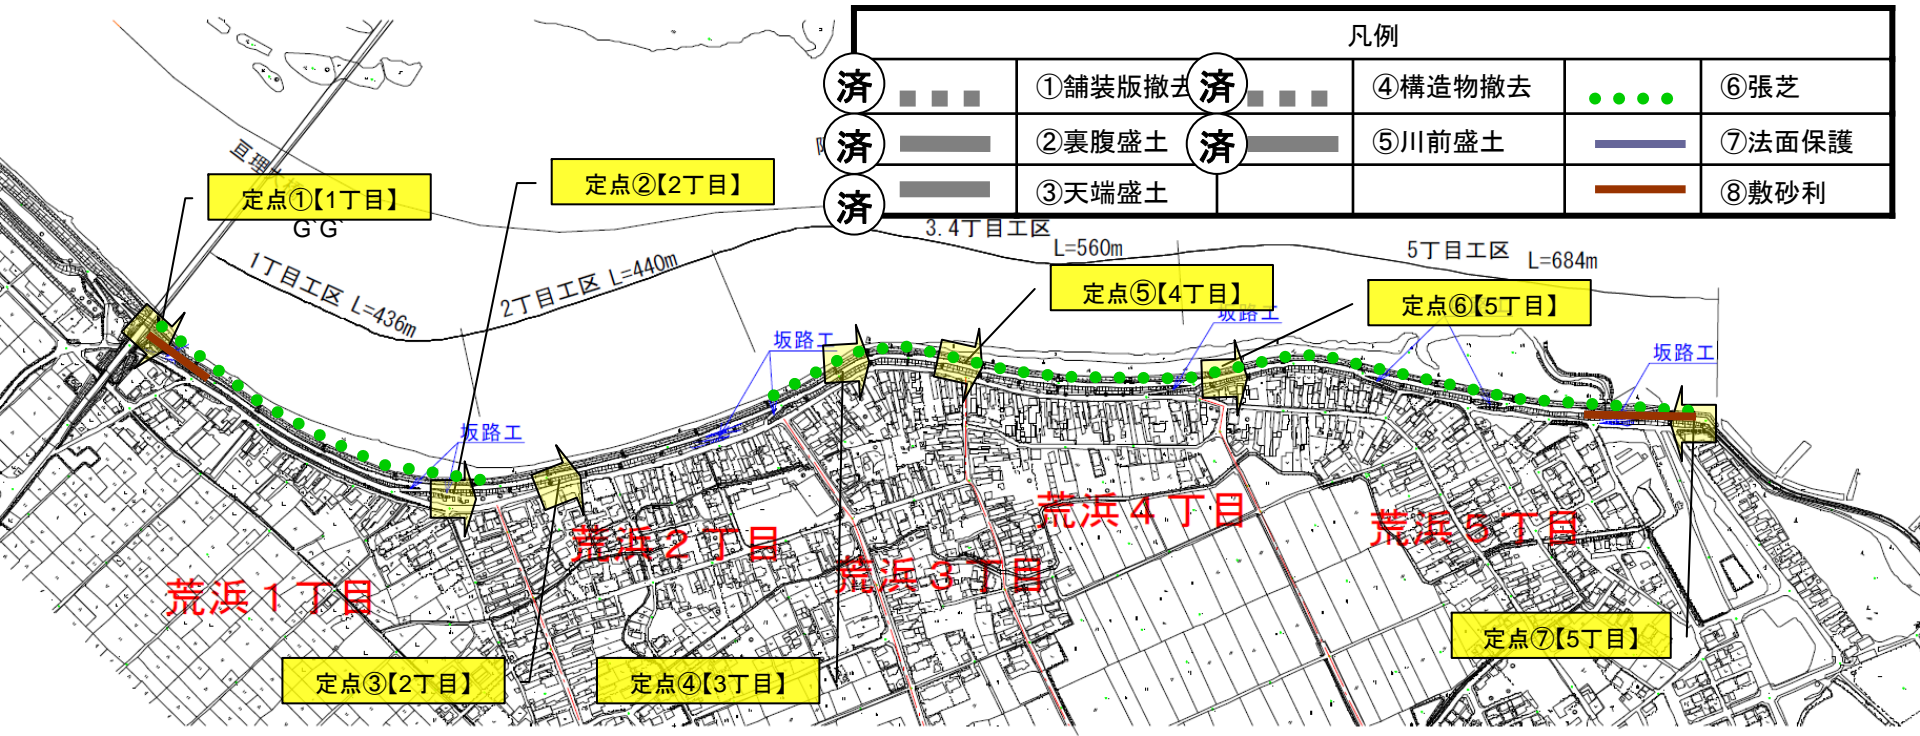 凡例
済 ①舗装版撤去 済 ④構造物撤去 ⑥張芝
済 ②裏腹盛土 済 ⑤川前盛土 ⑦法面保護
済 ③天端盛土 ⑧敷砂利
亘理大橋
定点①【1丁目】
定点②【2丁目】
G`G`
3.4丁目工区
L=560m
5丁目工区 L=684m
1丁目工区 L=436m
2丁目工区 L=440m
定点⑤【4丁目】
定点⑥【5丁目】
坂路工
坂路工
坂路工
坂路工
荒浜1丁目
荒浜2丁目
荒浜3丁目
荒浜4丁目
荒浜5丁目
定点⑦【5丁目】
定点③【2丁目】
定点④【3丁目】